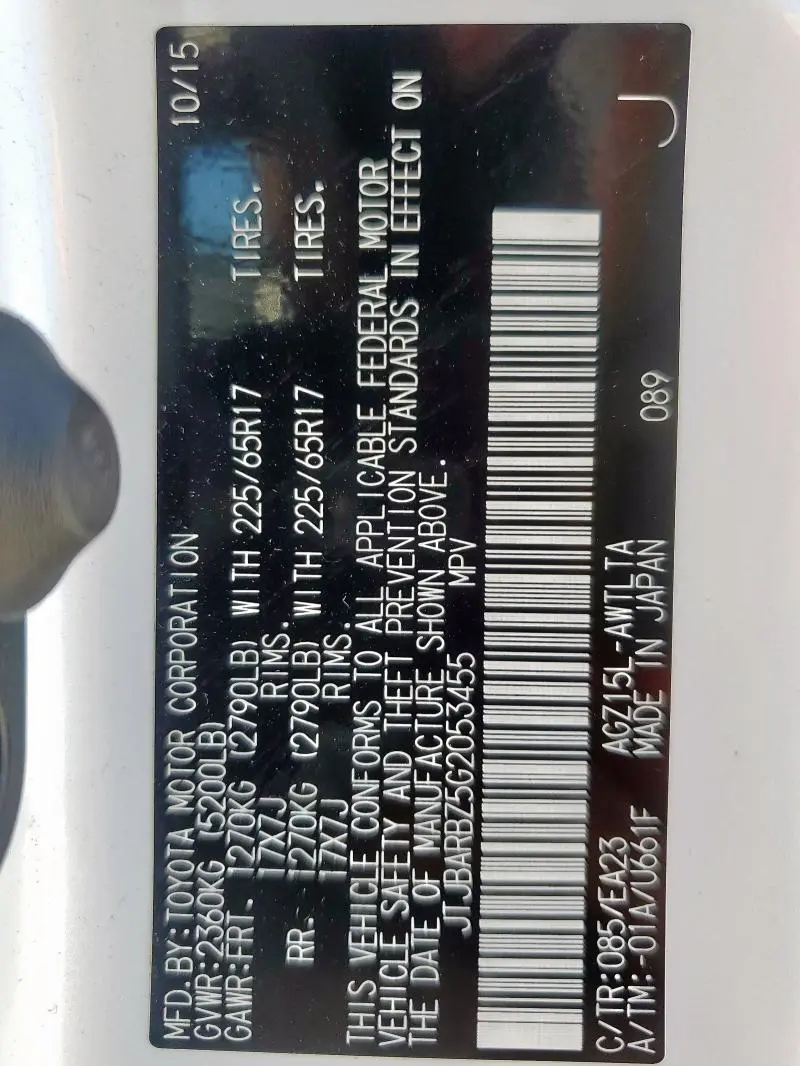 MFD.BY:TOYOTA MOTOR CORPORATION 10/15
GVWR:2360KG (5200LB)
GAWR:FRT. 1270KG (2790LB) WITH 225/65R17 TIRES.
17X7J RIMS.
RR. 1270KG (2790LB) WITH 225/65R17 TIRES.
17X7J RIMS.
THIS VEHICLE CONFORMS TO ALL APPLICABLE FEDERAL MOTOR
VEHICLE SAFETY AND THEFT PREVENTION STANDARDS IN EFFECT ON
THE DATE OF MANUFACTURE SHOWN ABOVE.
JTJBARBZ5G2053455 MPV
C/TR:085/EA23 AGZ15L-AWTLTA
A/TM:-01A/U661F MADE IN JAPAN 089 J